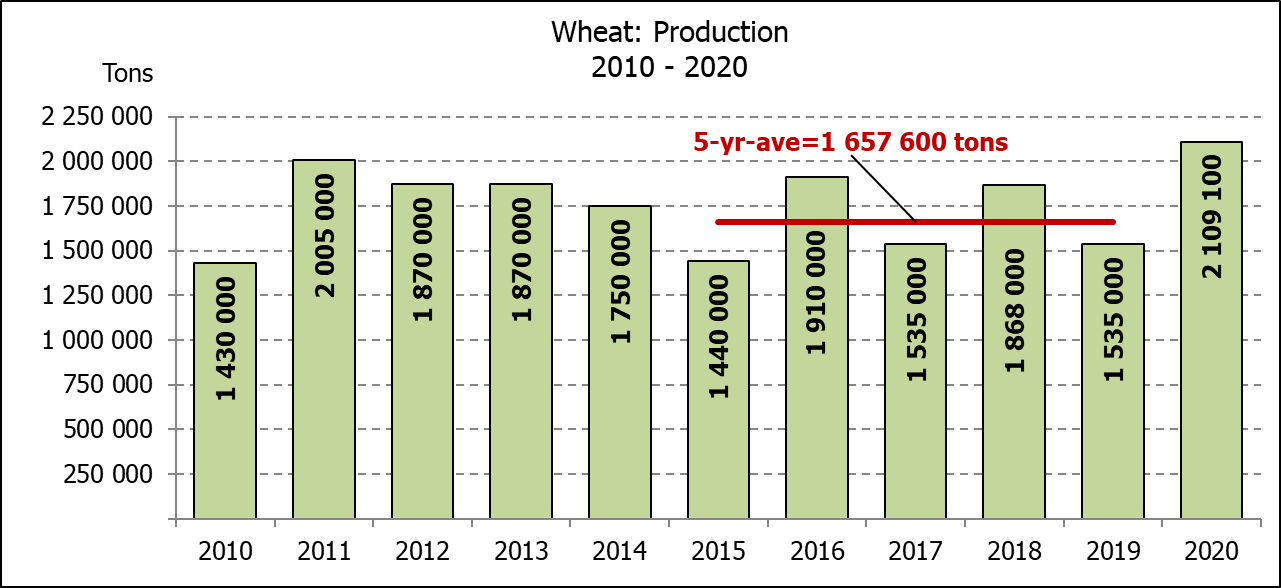 Wheat: Production
2010 - 2020
Tons
2 250 000
2 000 000
1 750 000
1 500 000
1 250 000
1 000 000
750 000
500 000
250 000
5-yr-ave=1 657 600 tons
1 430 000
2 005 000
1 870 000
1 870 000
1 750 000
1 440 000
1 910 000
1 535 000
1 868 000
1 535 000
2 109 100
2010 2011 2012 2013 2014 2015 2016 2017 2018 2019 2020